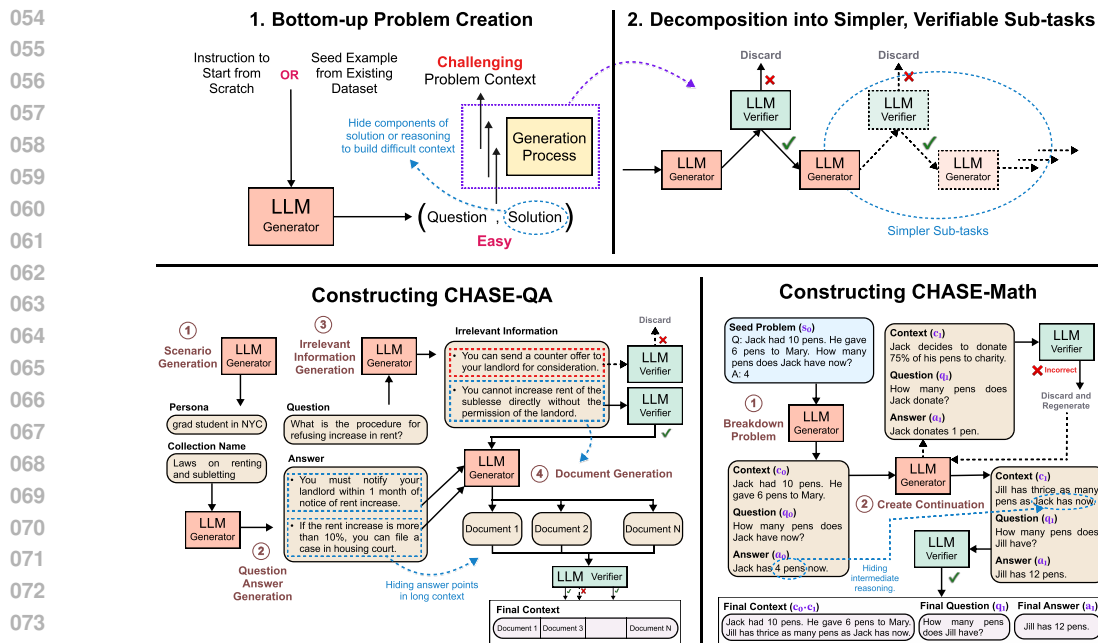 054
055
056
057
058
059
060
061
062
063
064
065
066
067
068
069
070
071
072
073
1. Bottom-up Problem Creation
Instruction to
Start from
Scratch
OR
Seed Example
from Existing
Dataset
Challenging
Problem Context
Hide components of
solution or reasoning
to build difficult context
Generation
Process
LLM
Generator
(Question , Solution)
Easy
2. Decomposition into Simpler, Verifiable Sub-tasks
Discard
Discard
LLM
Verifier
LLM
Verifier
LLM
Generator
LLM
Generator
LLM
Generator
Simpler Sub-tasks
Constructing CHASE-QA
1
Scenario
Generation
LLM
Generator
Persona
grad student in NYC
Collection Name
Laws on renting
and subletting
LLM
Generator
2
Question
Answer
Generation
3
Irrelevant
Information
Generation
LLM
Generator
Question
What is the procedure for
refusing increase in rent?
Answer
• You must notify your
landlord within 1 month of
notice of rent increase.
• If the rent increase is more
than 10%, you can file a
case in housing court.
Hiding answer points
in long context
Irrelevant Information
• You can send a counter offer to
your landlord for consideration.
• You cannot increase rent of the
sublesse directly without the
permission of the landord.
Discard
LLM
Verifier
LLM
Verifier
LLM
Generator
4 Document Generation
Document 1
Document 2
Document N
LLM Verifier
Final Context
Document 1
Document 3
Document N
Constructing CHASE-Math
Seed Problem (s₀)
Q: Jack had 10 pens. He gave
6 pens to Mary. How many
pens does Jack have now?
A: 4
1
Breakdown
Problem
LLM
Generator
Context (c₀)
Jack had 10 pens. He
gave 6 pens to Mary.
Question (q₀)
How many pens does
Jack have now?
Answer (a₀)
Jack has 4 pens now.
Context (c₁)
Jack decides to donate
75% of his pens to charity.
Question (q₁)
How many pens does
Jack donate?
Answer (a₁)
Jack donates 1 pen.
LLM
Verifier
Incorrect
Discard and
Regenerate
LLM
Generator
2 Create Continuation
Context (c₁)
Jill has thrice as many
pens as Jack has now.
Question (q₁)
How many pens does
Jill have?
Answer (a₁)
Jill has 12 pens.
LLM
Verifier
Hiding
intermediate
reasoning.
Final Context (c₀·c₁)
Jack had 10 pens. He gave 6 pens to Mary.
Jill has thrice as many pens as Jack has now.
Final Question (q₁)
How many pens
does Jill have?
Final Answer (a₁)
Jill has 12 pens.